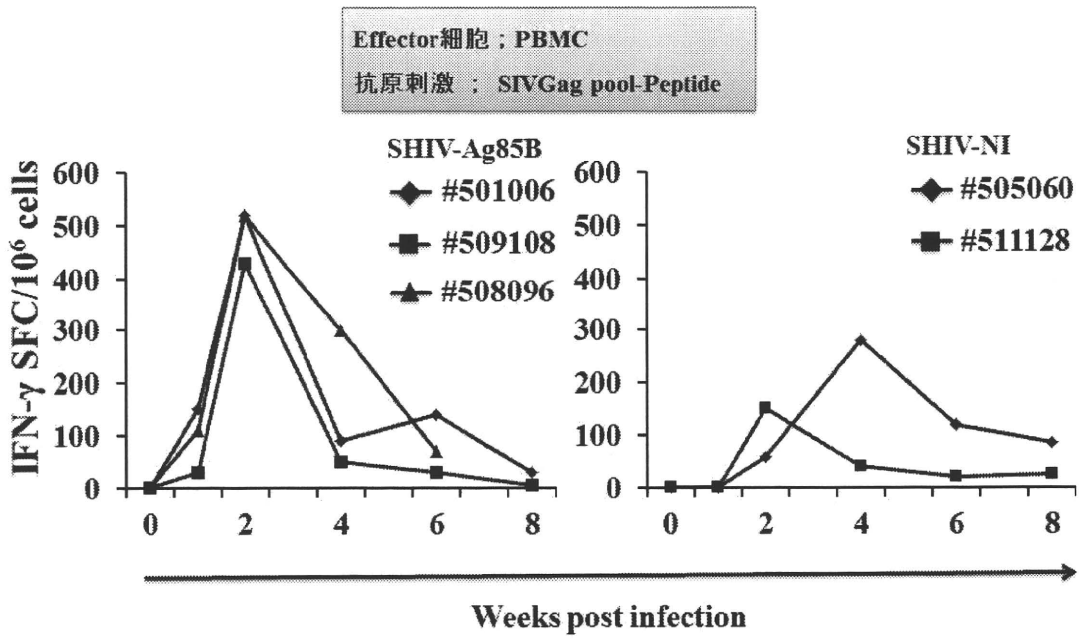 Effector細胞 ; PBMC
抗原刺激 : SIVGag pool-Peptide
SHIV-Ag85B
#501006
#509108
#508096
SHIV-NI
#505060
#511128
IFN-γ SFC/10⁶ cells
600
500
400
300
200
100
0
0 2 4 6 8
600
500
400
300
200
100
0
0 2 4 6 8
Weeks post infection